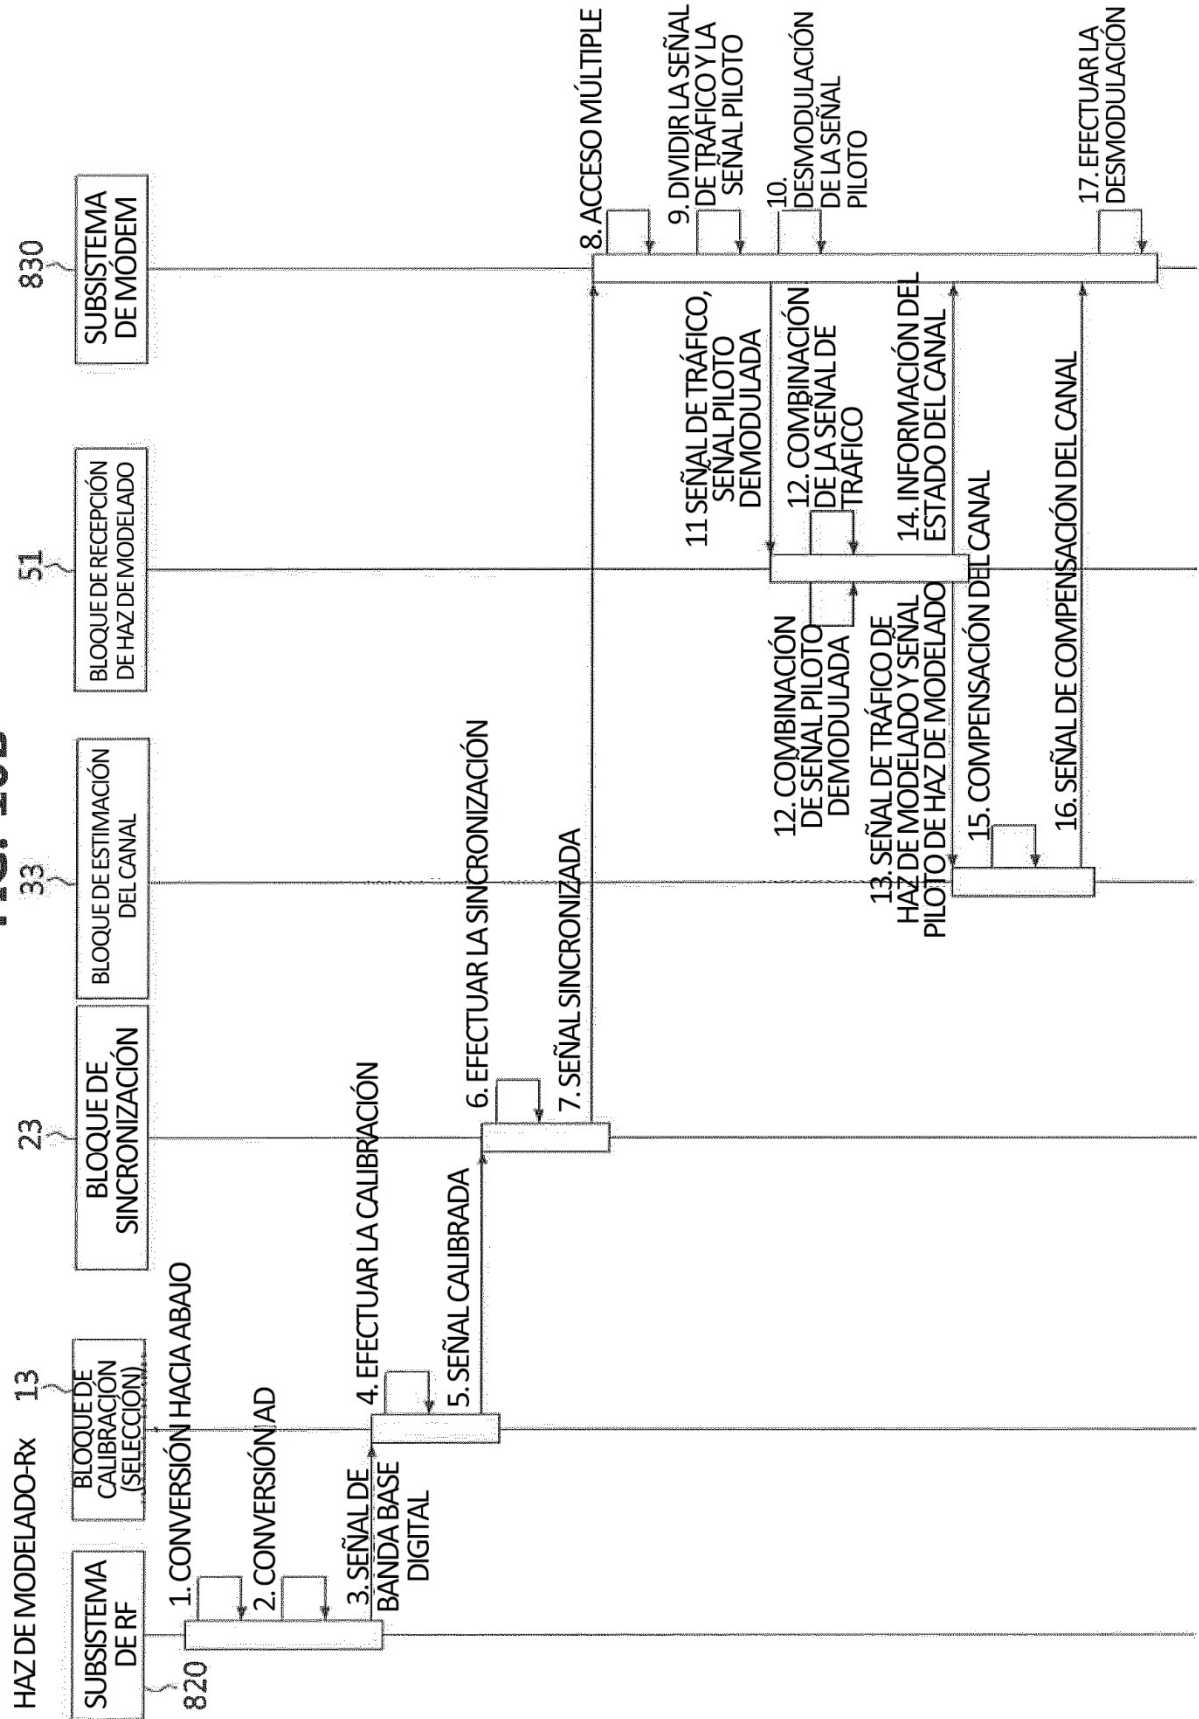 HAZ DE MODELADO-Rx
SUBSISTEMA
DE RF
820
13
BLOQUE DE
CALIBRACIÓN
(SELECCIÓN)
23
BLOQUE DE
SINCRONIZACIÓN
33
BLOQUE DE ESTIMACIÓN
DEL CANAL
51
BLOQUE DE RECEPCIÓN
DE HAZ DE MODELADO
830
SUBSISTEMA
DE MÓDEM
1. CONVERSIÓN HACIA ABAJO
2. CONVERSIÓN AD
3. SEÑAL DE
BANDA BASE
DIGITAL
4. EFECTUAR LA CALIBRACIÓN
5. SEÑAL CALIBRADA
6. EFECTUAR LA SINCRONIZACIÓN
7. SEÑAL SINCRONIZADA
8. ACCESO MÚLTIPLE
9. DIVIDIR LA SEÑAL
DE TRÁFICO Y LA
SEÑAL PILOTO
10.
DESMODULACIÓN
DE LA SEÑAL
PILOTO
11 SEÑAL DE TRÁFICO,
SEÑAL PILOTO
DEMODULADA
12. COMBINACIÓN
DE LA SEÑAL DE
TRÁFICO
12. COMBINACIÓN
DE SEÑAL PILOTO
DEMODULADA
13. SEÑAL DE TRÁFICO DE
HAZ DE MODELADO Y SEÑAL
PILOTO DE HAZ DE MODELADO
14. INFORMACIÓN DEL
ESTADO DEL CANAL
15. COMPENSACIÓN DEL CANAL
16. SEÑAL DE COMPENSACIÓN DEL CANAL
17. EFECTUAR LA
DESMODULACIÓN